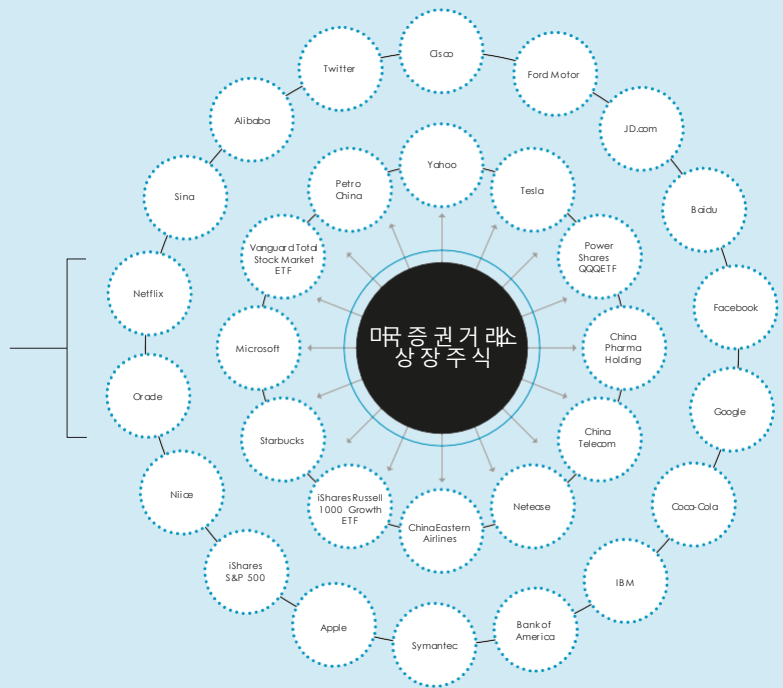 Cisco
Twitter
Ford Motor
Alibaba
JD.com
Yahoo
Petro
China
Tesla
Sina
Baidu
Vanguard Total
Stock Market
ETF
Power
Shares
QQQETF
Netflix
Facebook
미국 증권거래소
상장주식
Microsoft
China
Pharma
Holding
Oracle
Google
Starbucks
China
Telecom
Niice
iShares Russell
1000 Growth
ETF
Netease
Coca-Cola
China Eastern
Airlines
iShares
S&P 500
IBM
Apple
Bank of
America
Symantec